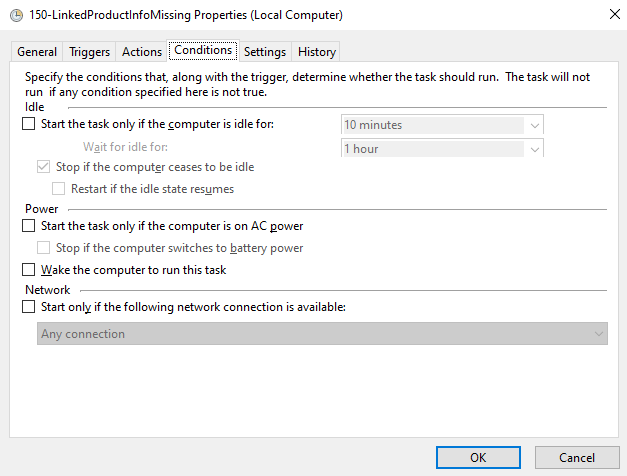 150-LinkedProductInfoMissing Properties (Local Computer)
General Triggers Actions Conditions Settings History
Specify the conditions that, along with the trigger, determine whether the task should run. The task will not
run if any condition specified here is not true.
Idle
Start the task only if the computer is idle for: 10 minutes
Wait for idle for: 1 hour
Stop if the computer ceases to be idle
Restart if the idle state resumes
Power
Start the task only if the computer is on AC power
Stop if the computer switches to battery power
Wake the computer to run this task
Network
Start only if the following network connection is available:
Any connection
OK Cancel